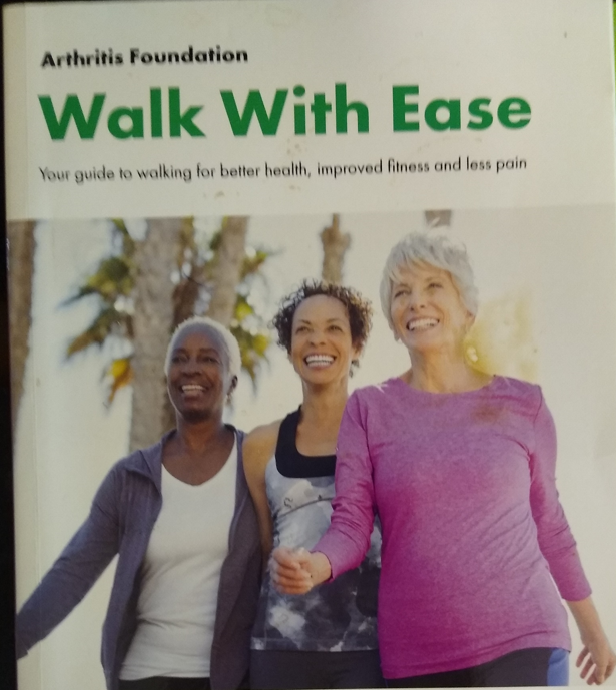 Arthritis Foundation
Walk With Ease
Your guide to walking for better health, improved fitness and less pain